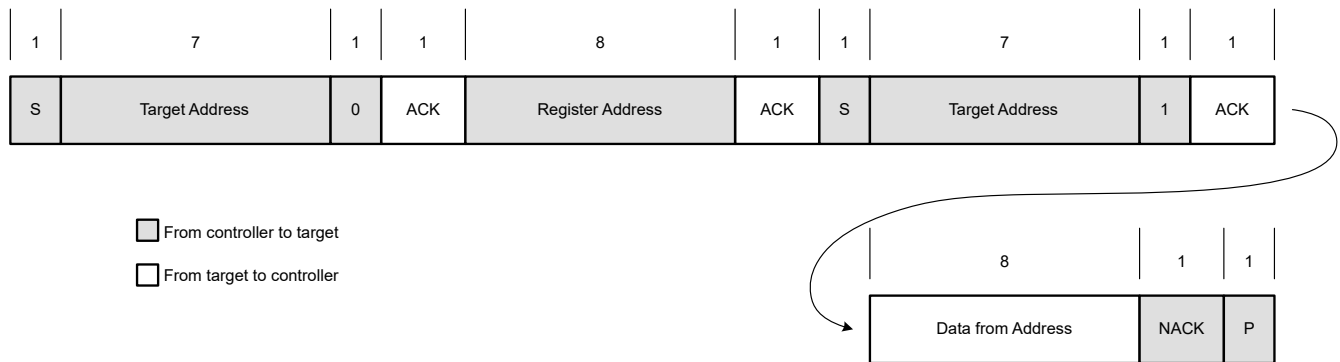 1 7 1 1 8 1 1 7 1 1
S Target Address 0 ACK Register Address ACK S Target Address 1 ACK
From controller to target
From target to controller
8 1 1
Data from Address NACK P